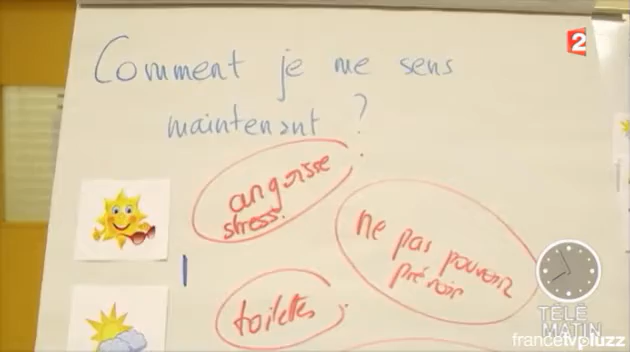 2
Comment je me sens
maintenant ?
angoisse
stress.
ne pas pouvoir
prévoir
toilettes
TÉLÉ
MATIN
francetvpluzz